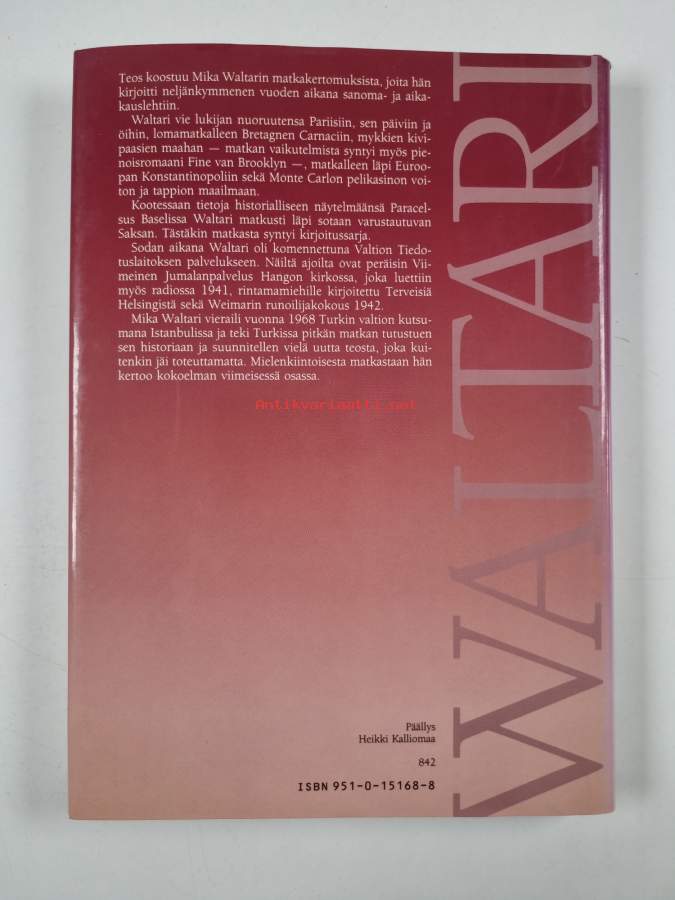 Teos koostuu Mika Waltarin matkakertomuksista, joita hän
kirjoitti neljänkymmenen vuoden aikana sanoma- ja aika-
kauslehtiin.
Waltari vie lukijan nuoruutensa Pariisiin, sen päiviin ja
öihin, lomamatkalleen Bretagnen Carnaciin, mykkien kivi-
paasien maahan — matkan vaikutelmista syntyi myös pie-
noisromaani Fine van Brooklyn —, matkalleen läpi Euroo-
pan Konstantinopoliin sekä Monte Carlon pelikasinon voi-
ton ja tappion maailmaan.
Kootessaan tietoja historialliseen näytelmäänsä Paracel-
sus Baselissa Waltari matkusti läpi sotaan varustautuvan
Saksan. Tästäkin matkasta syntyi kirjoitussarja.
Sodan aikana Waltari oli komennettuna Valtion Tiedo-
tuslaitoksen palvelukseen. Näiltä ajoilta ovat peräisin Vii-
meinen Jumalanpalvelus Hangon kirkossa, joka luettiin
myös radiossa 1941, rintamamiehille kirjoitettu Terveisiä
Helsingistä sekä Weimarin runoilijakokous 1942.
Mika Waltari vieraili vuonna 1968 Turkin valtion kutsu-
mana Istanbulissa ja teki Turkissa pitkän matkan tutustuen
sen historiaan ja suunnitellen vielä uutta teosta, joka kui-
tenkin jäi toteuttamatta. Mielenkiintoisesta matkastaan hän
kertoo kokoelman viimeisessä osassa.
Antikvariaatti.net
WALTARI
Päällys
Heikki Kalliomaa
842
ISBN 951-0-15168-8